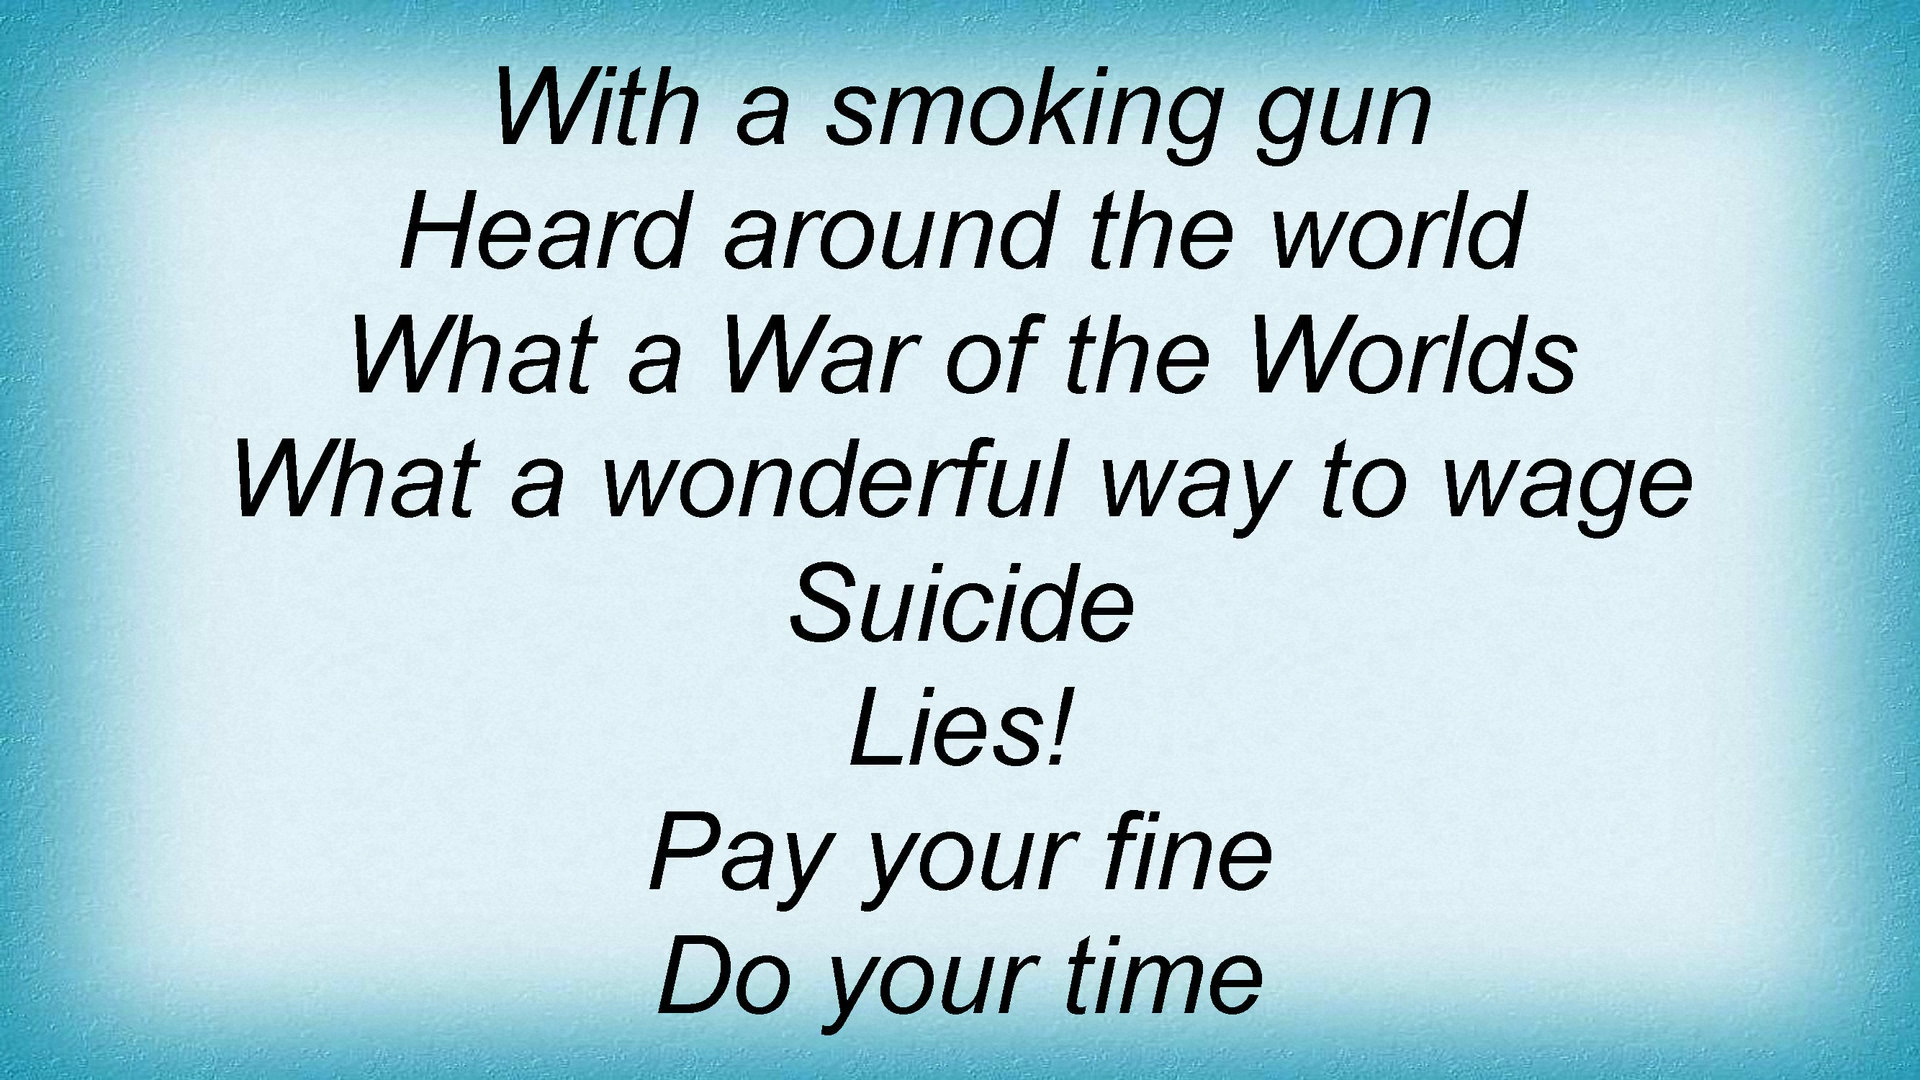 With a smoking gun
Heard around the world
What a War of the Worlds
What a wonderful way to wage
Suicide
Lies!
Pay your fine
Do your time